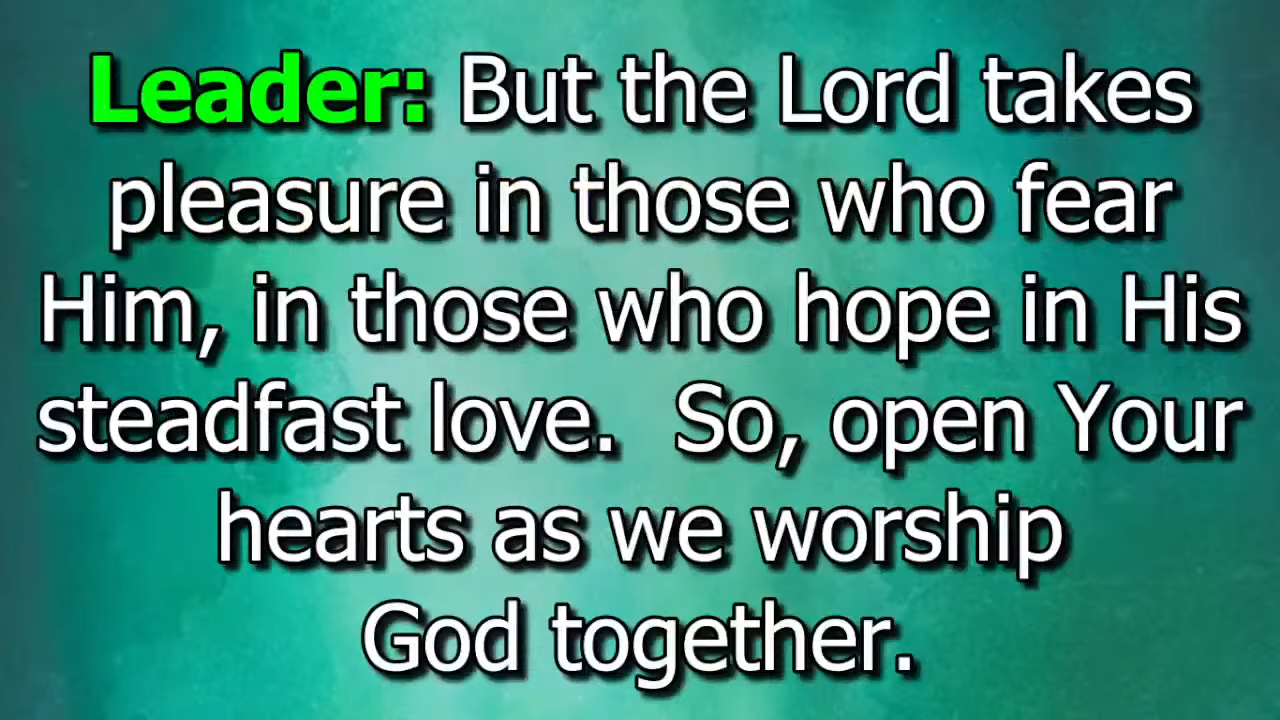 Leader: But the Lord takes
pleasure in those who fear
Him, in those who hope in His
steadfast love.  So, open Your
hearts as we worship
God together.